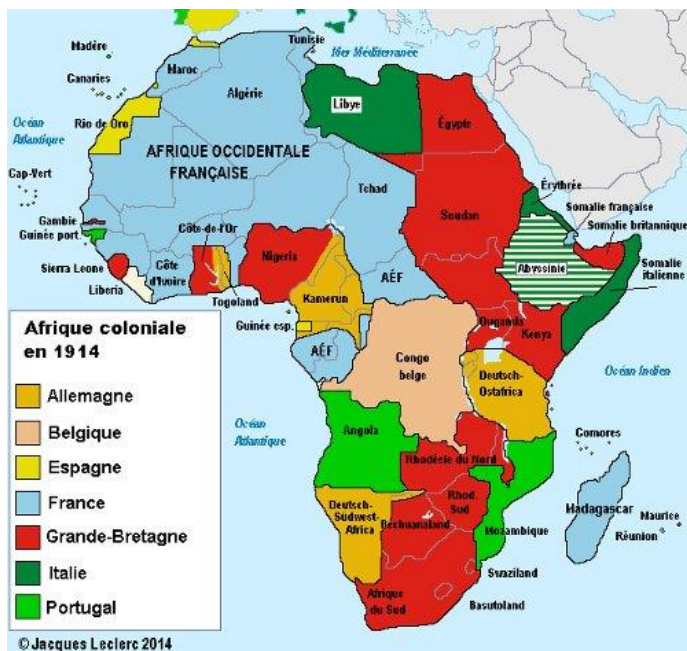 Madère
Tunisie
Mer Méditerranée
Maroc
Canaries
Algérie
Libye
Égypte
Rio de Oro
Océan
Atlantique
AFRIQUE OCCIDENTALE
FRANÇAISE
Cap-Vert
Tchad
Érythrée
Soudan
Somalie française
Gambie
Côte-de-l'Or
Guinée port.
Somalie britannique
Nigeria
Sierra Leone
Côte
d'Ivoire
AÉF
Abyssinie
Somalie
italienne
Liberia
Togoland
Kamerun
Ouganda
Guinée esp.
Kenya
AÉF
Congo
belge
Océan Indien
Deutsch-
Ostafrica
Océan
Atlantique
Angola
Comores
Rhodésie du Nord
Deutsch-
Südwest-
Africa
Rhod.
Sud
Madagascar
Maurice
Bechuanaland
Réunion
Mozambique
Swaziland
Afrique
du Sud
Basutoland
Afrique coloniale
en 1914
Allemagne
Belgique
Espagne
France
Grande-Bretagne
Italie
Portugal
© Jacques Leclerc 2014